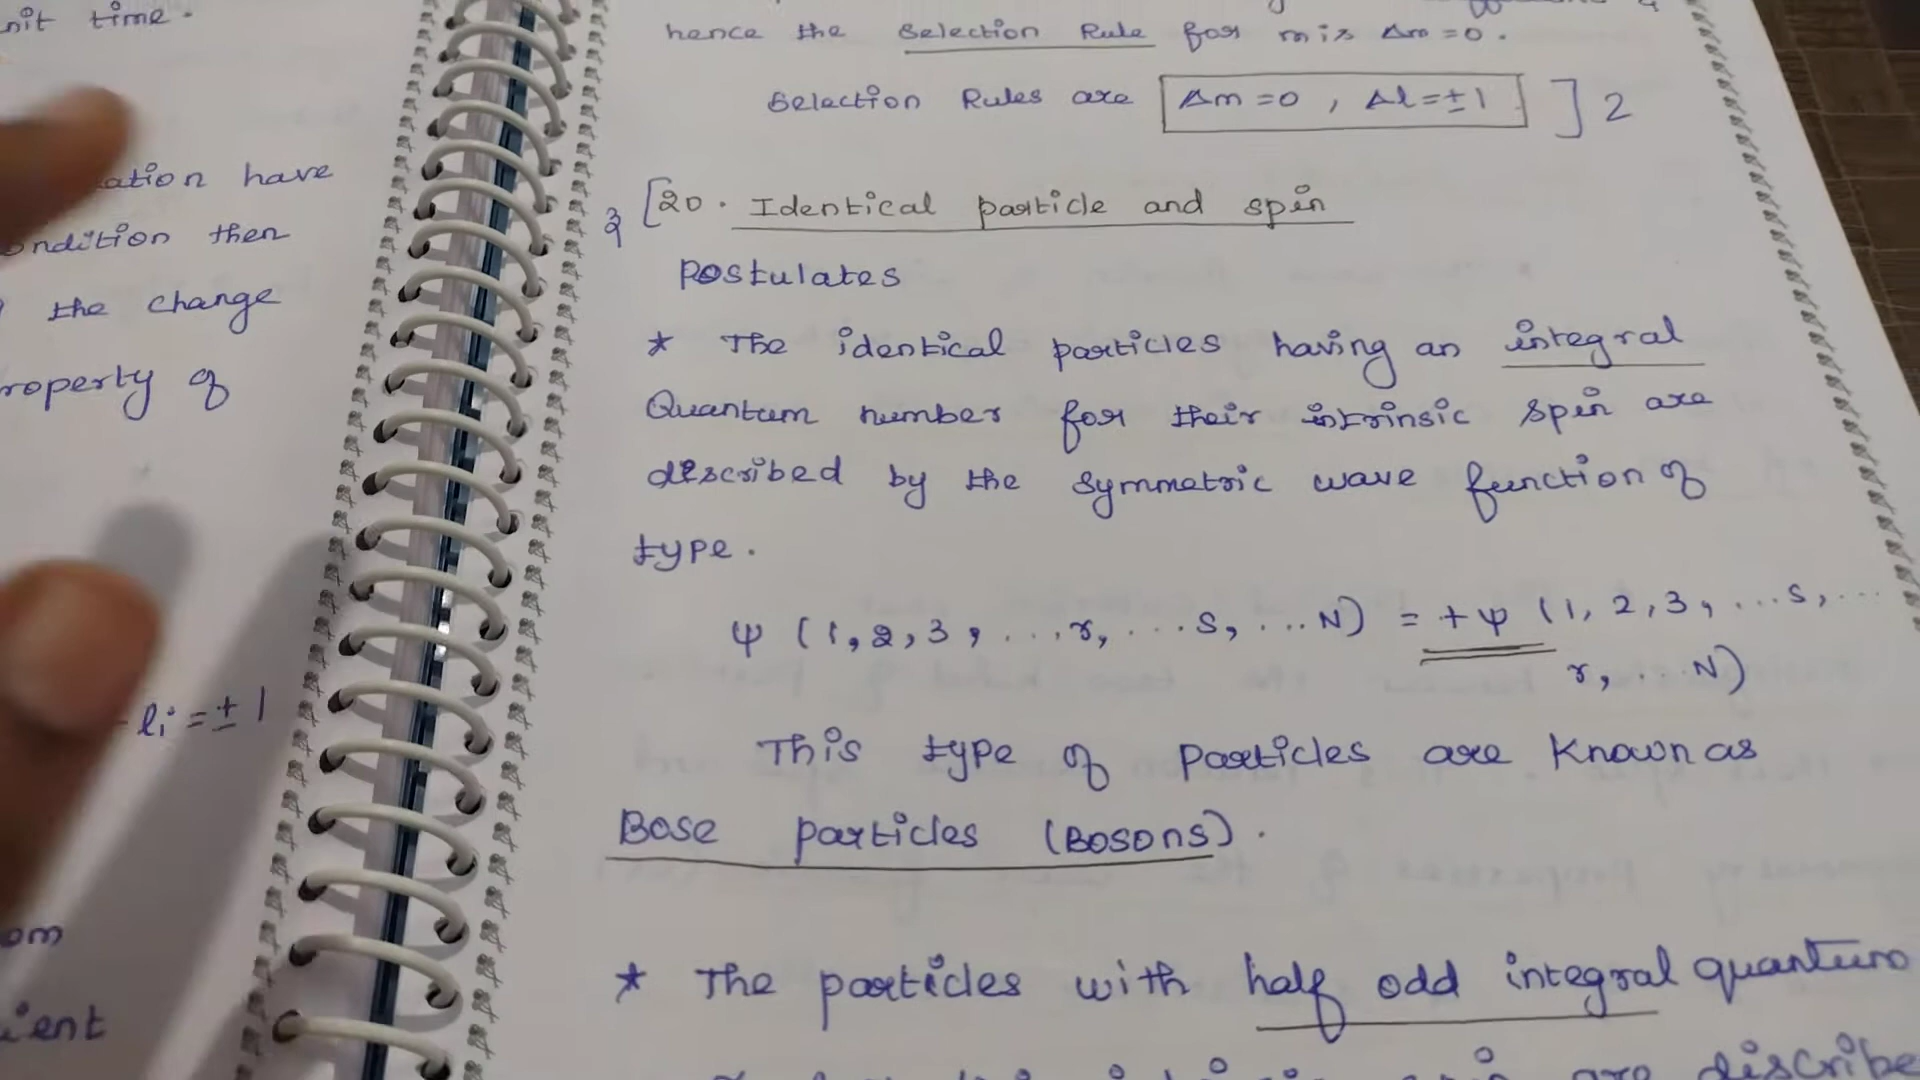 nit time.
ation have
ondition then
the change
roperty of
li = ± 1
om
ient
hence the Selection Rule for m is Δm = 0.
Selection Rules are Δm = 0 , Δl = ± 1 ] 2
3 [20. Identical particle and spin
Postulates
* The identical particles having an integral
Quantum number for their intrinsic spin are
described by the symmetric wave function of
type.
ψ (1, 2, 3, ... r, ... s, ... N) = + ψ (1, 2, 3, ... s, ...
r, .. N)
This type of particles are Known as
Bose particles (Bosons).
* The particles with half odd integral quantum
are describe